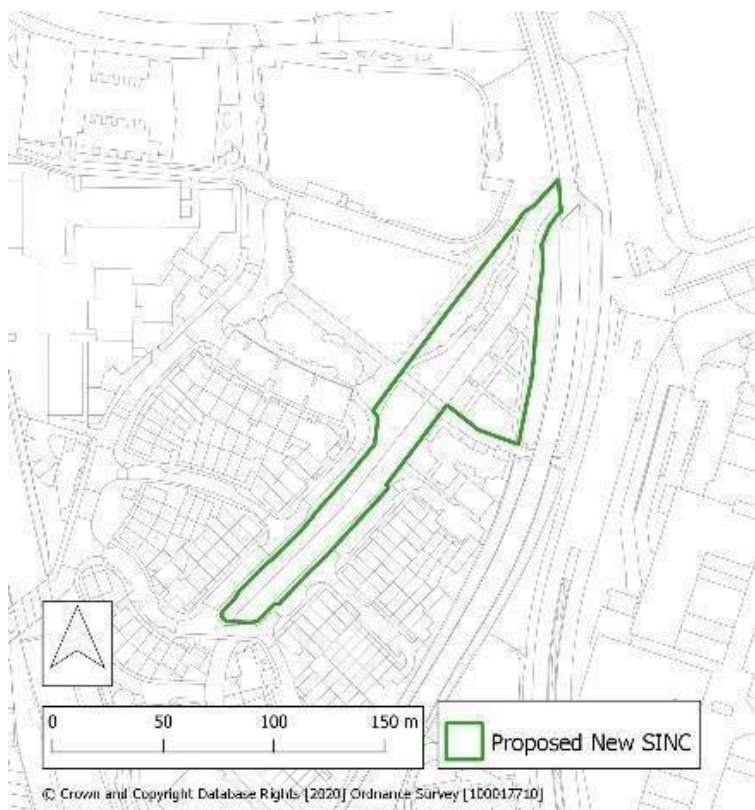 0 50 100 150 m
Proposed New SINC
© Crown and Copyright Database Rights [2020] Ordnance Survey [100017710]